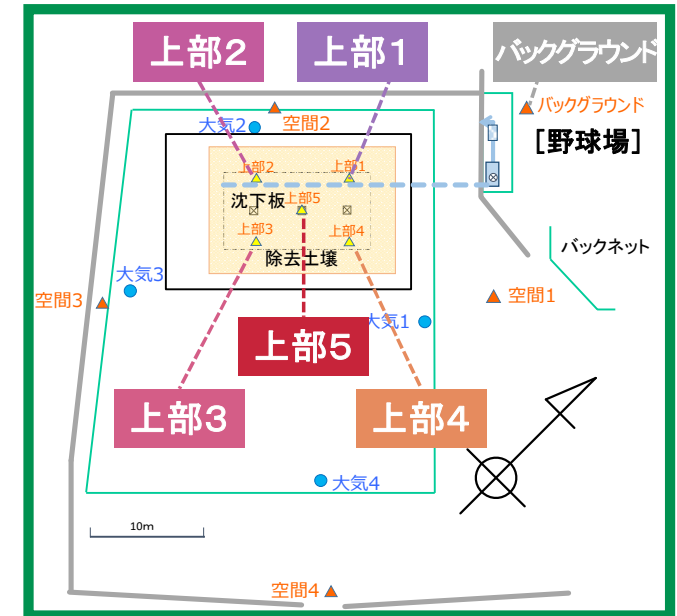 上部２
上部１
バックグラウンド
大気2
空間2
バックグラウンド
[野球場]
上部2
上部1
沈下板
上部5
上部3
上部4
除去土壌
バックネット
大気3
空間3
空間1
大気1
上部５
上部３
上部４
大気4
10m
空間4